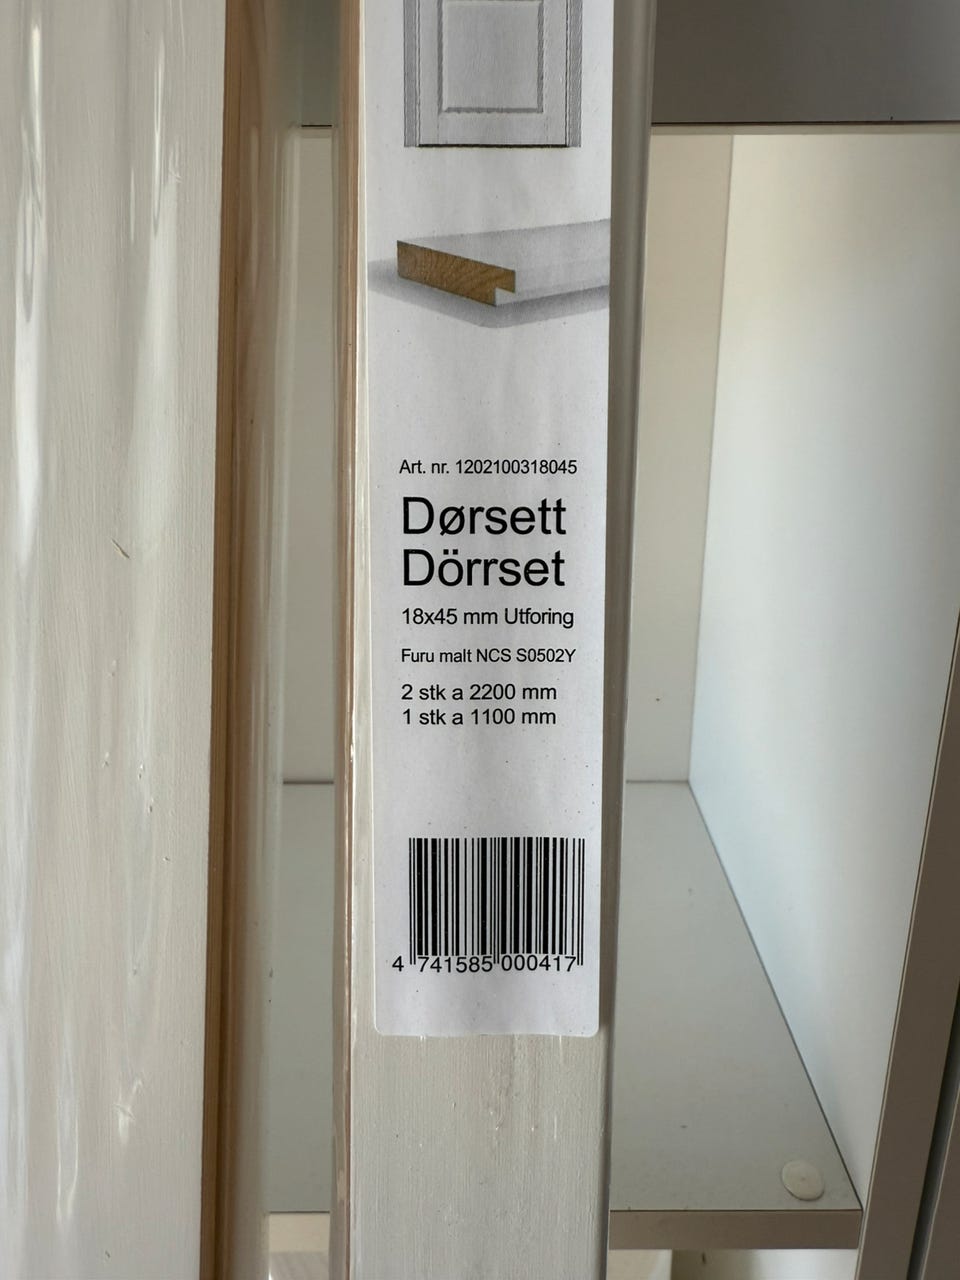 Art. nr. 1202100318045
Dørsett
Dörrset
18x45 mm Utforing
Furu malt NCS S0502Y
2 stk a 2200 mm
1 stk a 1100 mm
4 741585 000417